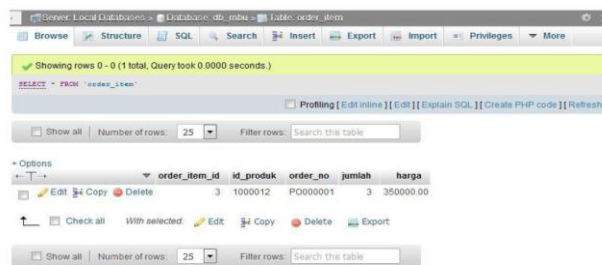 Server: Local Databases » Database: db_mbu » Table: order_item
Browse Structure SQL Search Insert Export Import Privileges More
Showing rows 0 - 0 (1 total, Query took 0.0000 seconds.)
SELECT * FROM `order_item`
Profiling [ Edit inline ] [ Edit ] [ Explain SQL ] [ Create PHP code ] [ Refresh
Show all Number of rows: 25 Filter rows: Search this table
+ Options
←T→ order_item_id id_produk order_no jumlah harga
Edit Copy Delete 3 1000012 PO000001 3 350000.00
Check all With selected: Edit Copy Delete Export
Show all Number of rows: 25 Filter rows: Search this table